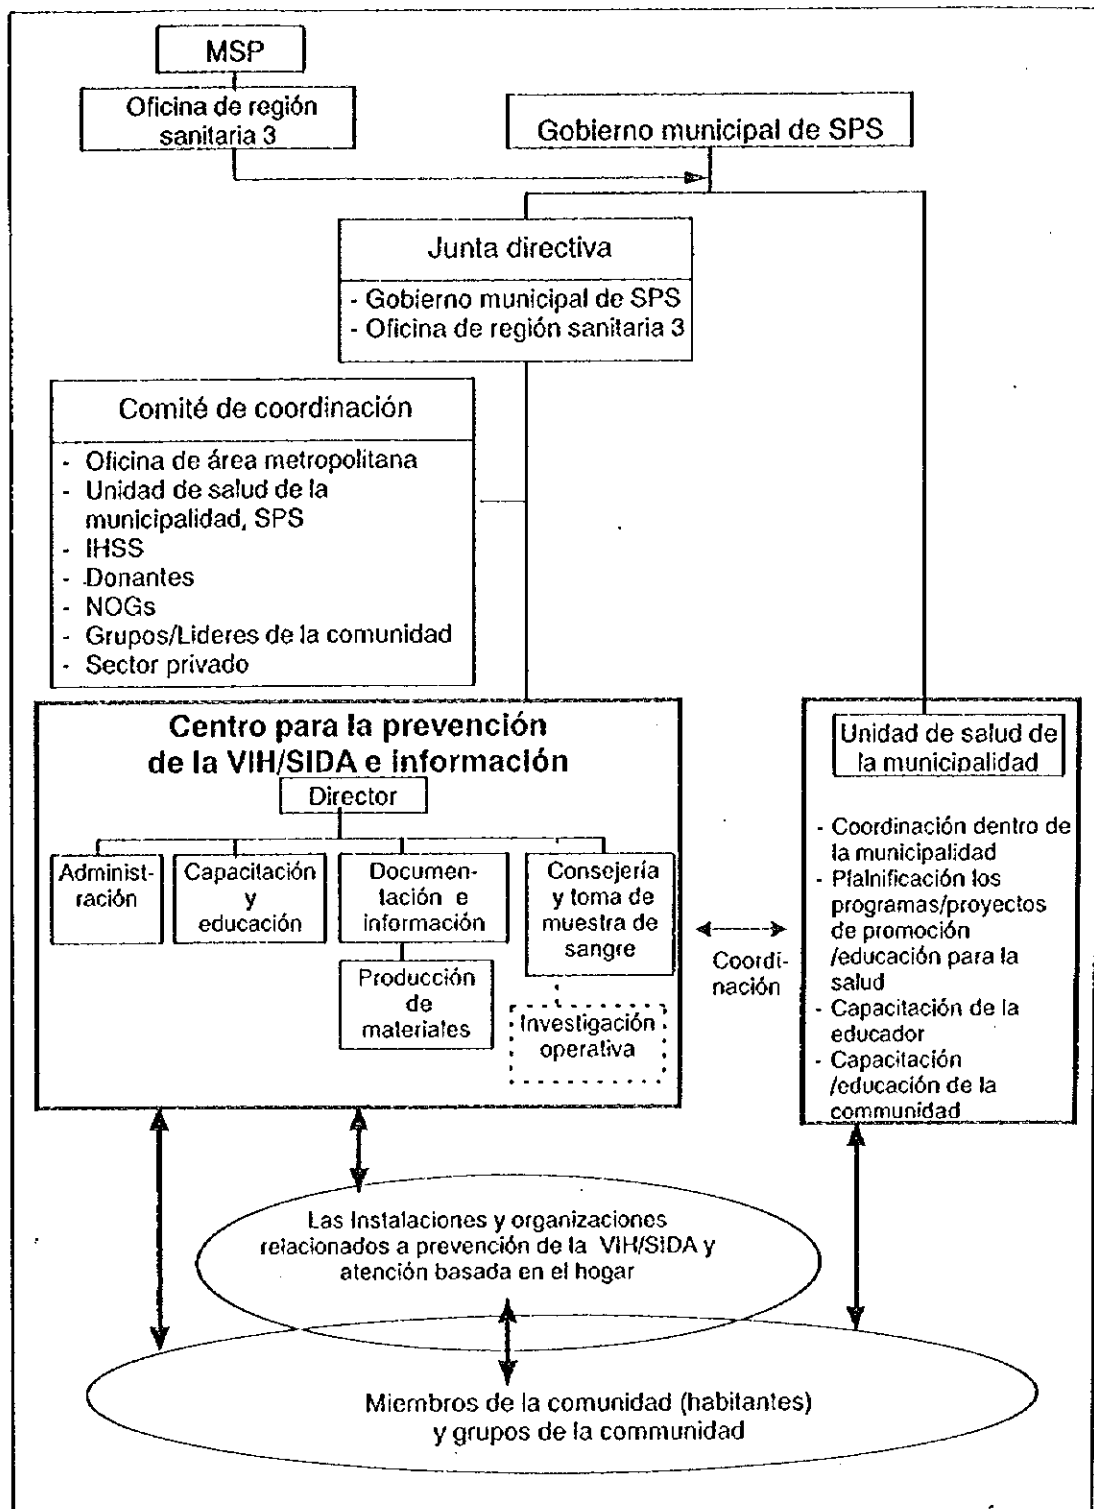 MSP
Oficina de región
sanitaria 3
Gobierno municipal de SPS
Junta directiva
- Gobierno municipal de SPS
- Oficina de región sanitaria 3
Comité de coordinación
- Oficina de área metropolitana
- Unidad de salud de la
municipalidad, SPS
- IHSS
- Donantes
- NOGs
- Grupos/Lideres de la comunidad
- Sector privado
Centro para la prevención
de la VIH/SIDA e información
Director
Administ-
ración
Capacitación
y
educación
Documen-
tación e
información
Consejería
y toma de
muestra de
sangre
Producción
de
materiales
Investigación
operativa
Coordi-
nación
Unidad de salud de
la municipalidad
- Coordinación dentro de
la municipalidad
- Pfalnificación los
programas/proyectos
de promoción
/educación para la
salud
- Capacitación de la
educador
- Capacitación
/educación de la
communidad
Las Instalaciones y organizaciones
relacionados a prevención de la VIH/SIDA y
atención basada en el hogar
Miembros de la comunidad (habitantes)
y grupos de la communidad